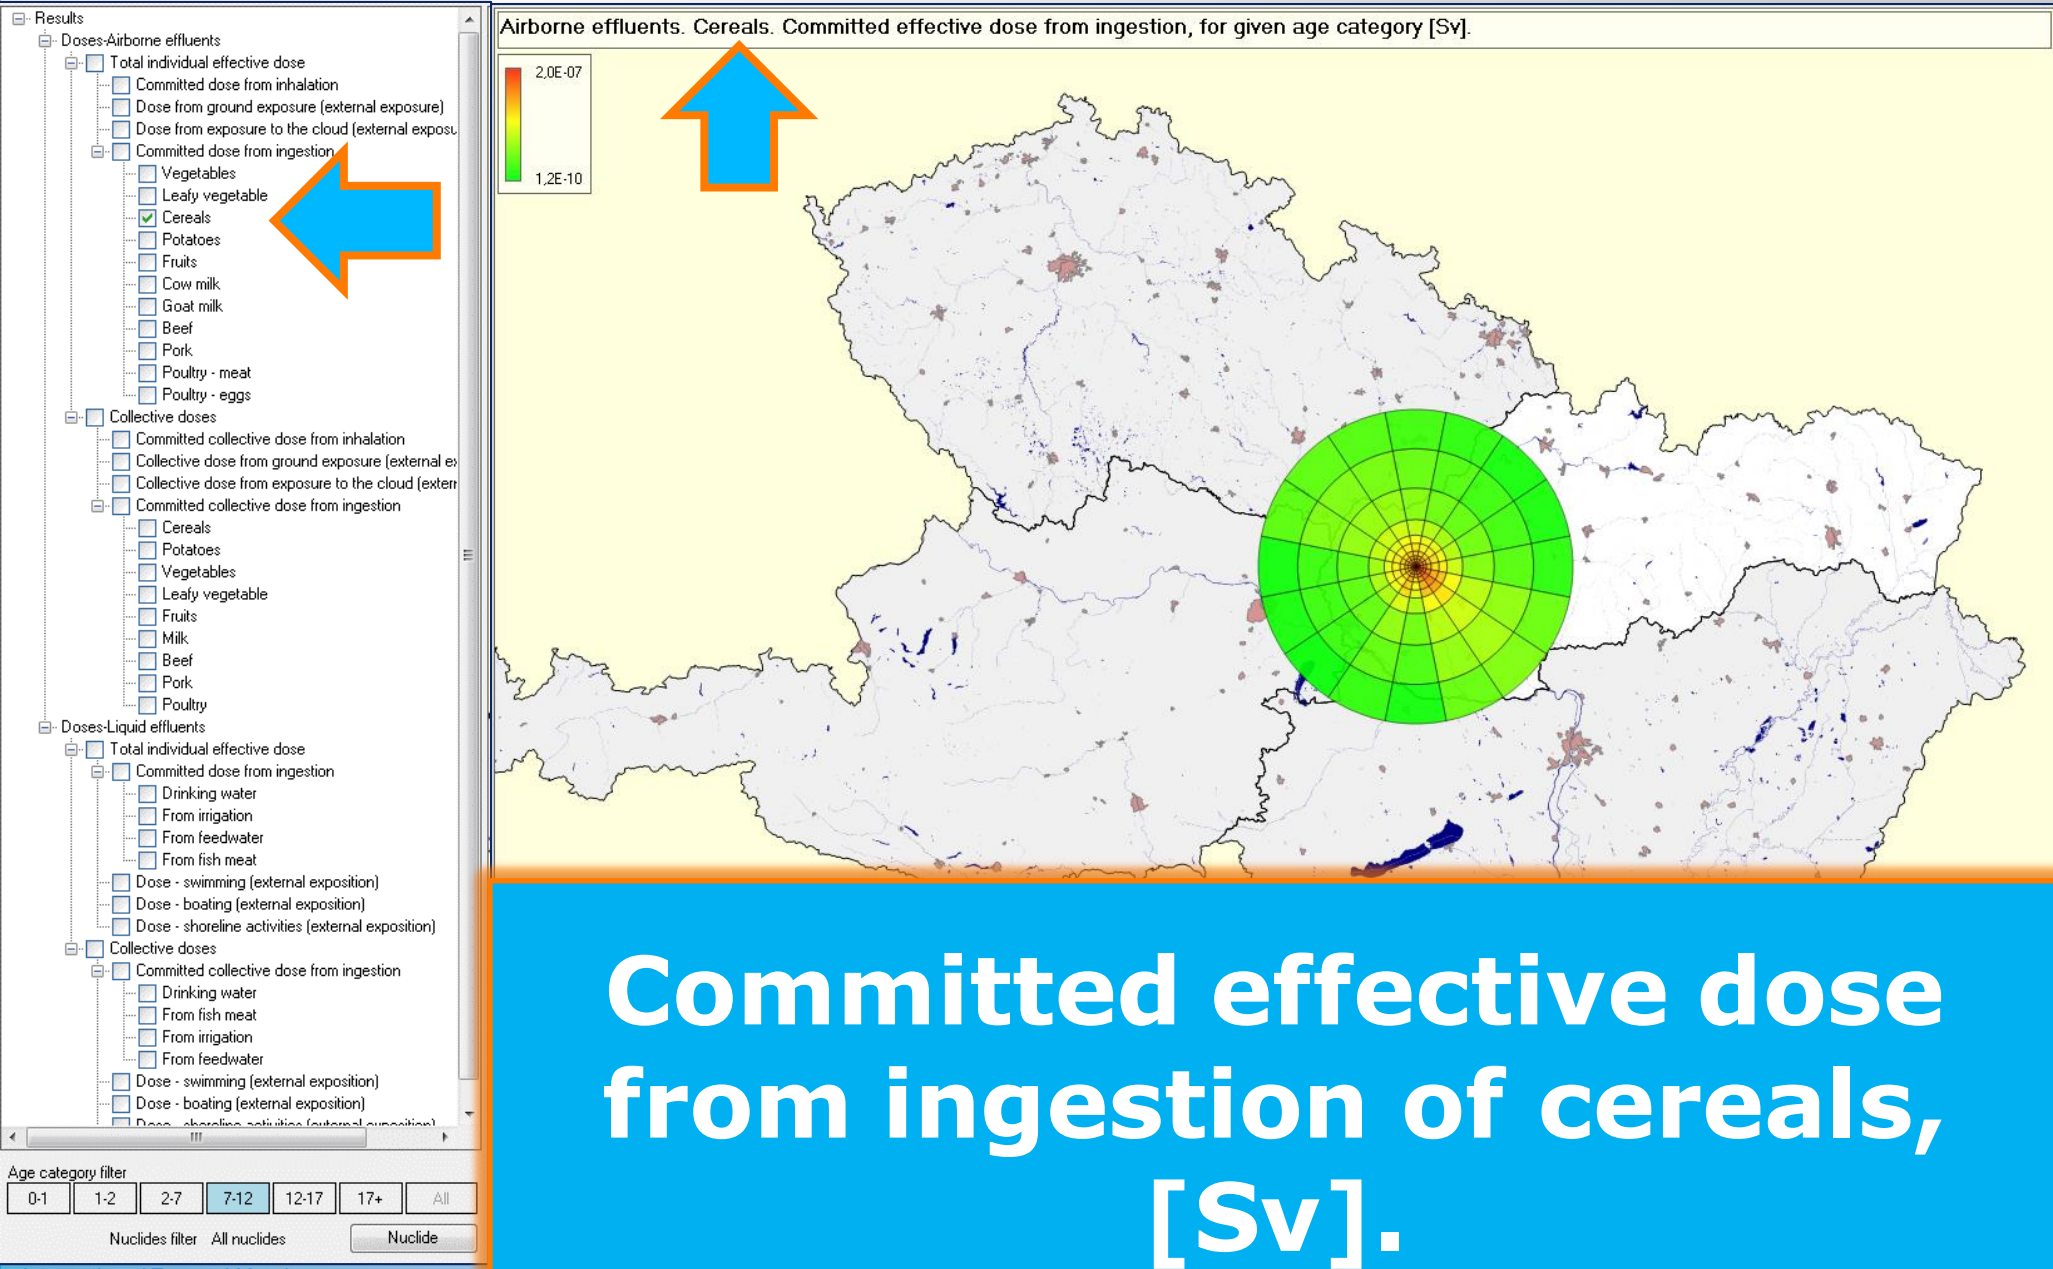 Results
Doses-Airborne effluents
Total individual effective dose
Committed dose from inhalation
Dose from ground exposure (external exposure)
Dose from exposure to the cloud (external exposu
Committed dose from ingestion
Vegetables
Leafy vegetable
Cereals
Potatoes
Fruits
Cow milk
Goat milk
Beef
Pork
Poultry - meat
Poultry - eggs
Collective doses
Committed collective dose from inhalation
Collective dose from ground exposure (external ex
Collective dose from exposure to the cloud (extern
Committed collective dose from ingestion
Cereals
Potatoes
Vegetables
Leafy vegetable
Fruits
Milk
Beef
Pork
Poultry
Doses-Liquid effluents
Total individual effective dose
Committed dose from ingestion
Drinking water
From irrigation
From feedwater
From fish meat
Dose - swimming (external exposition)
Dose - boating (external exposition)
Dose - shoreline activities (external exposition)
Collective doses
Committed collective dose from ingestion
Drinking water
From fish meat
From irrigation
From feedwater
Dose - swimming (external exposition)
Dose - boating (external exposition)
Dose - shoreline activities (external exposition)
Age category filter
0-1 1-2 2-7 7-12 12-17 17+ All
Nuclides filter All nuclides Nuclide
Airborne effluents. Cereals. Committed effective dose from ingestion, for given age category [Sv].
2,0E-07
1,2E-10
Committed effective dose
from ingestion of cereals,
[Sv].